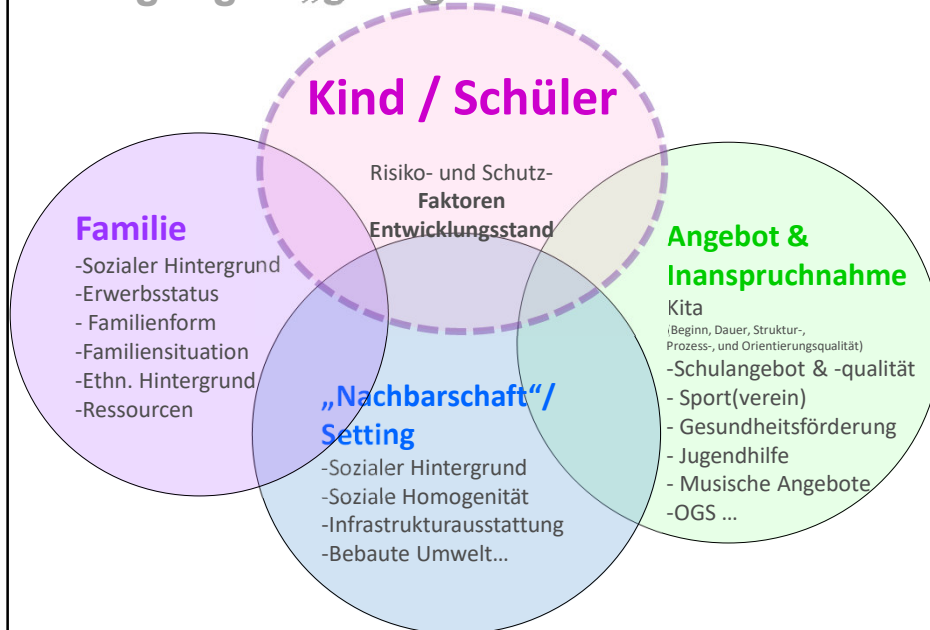 Kind / Schüler
Risiko- und Schutz-
Faktoren
Entwicklungsstand
Familie
-Sozialer Hintergrund
-Erwerbsstatus
- Familienform
-Familiensituation
-Ethn. Hintergrund
-Ressourcen
„Nachbarschaft“/
Setting
-Sozialer Hintergrund
-Soziale Homogenität
-Infrastrukturausstattung
-Bebaute Umwelt…
Angebot &
Inanspruchnahme
Kita
(Beginn, Dauer, Struktur-,
Prozess-, und Orientierungsqualität)
-Schulangebot & -qualität
- Sport(verein)
- Gesundheitsförderung
- Jugendhilfe
- Musische Angebote
-OGS …